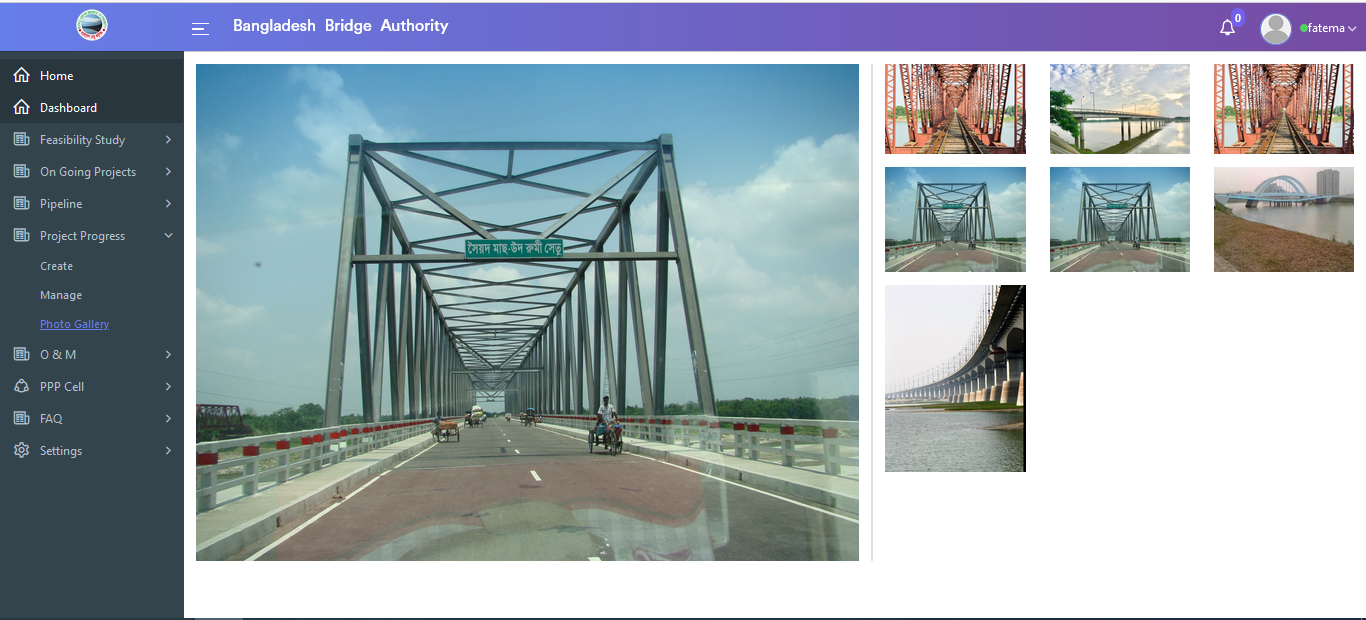 Bangladesh Bridge Authority
0
fatema
Home
Dashboard
Feasibility Study
On Going Projects
Pipeline
Project Progress
Create
Manage
Photo Gallery
O & M
PPP Cell
FAQ
Settings
সৈয়দ মাছ-উদ রুমী সেতু